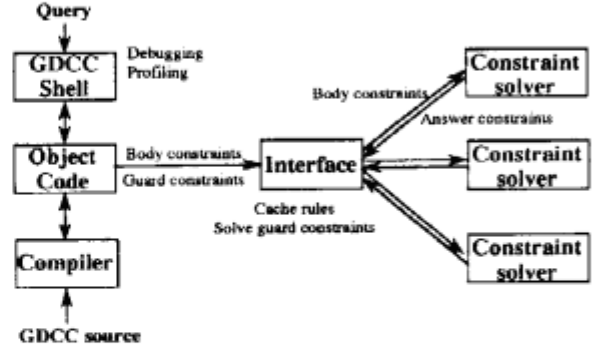 Query
GDCC
Shell
Debugging
Profiling
Object
Code
Body constraints
Guard constraints
Compiler
GDCC source
Interface
Cache rules
Solve guard constraints
Body constraints
Answer constraints
Constraint
solver
Constraint
solver
Constraint
solver